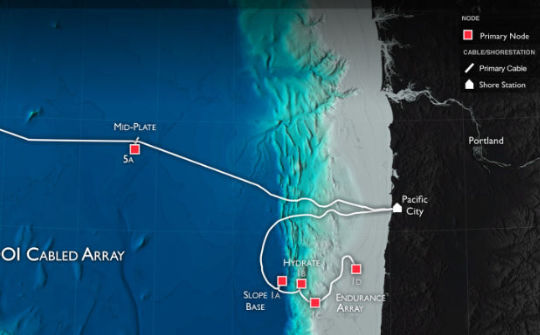 NODE
Primary Node
CABLE/SHORESTATION
Primary Cable
Shore Station
MID-PLATE
5A
Portland
Pacific
City
OOI CABLED ARRAY
HYDRATE
1B
SLOPE 1A
BASE
1D
ENDURANCE
ARRAY
1C